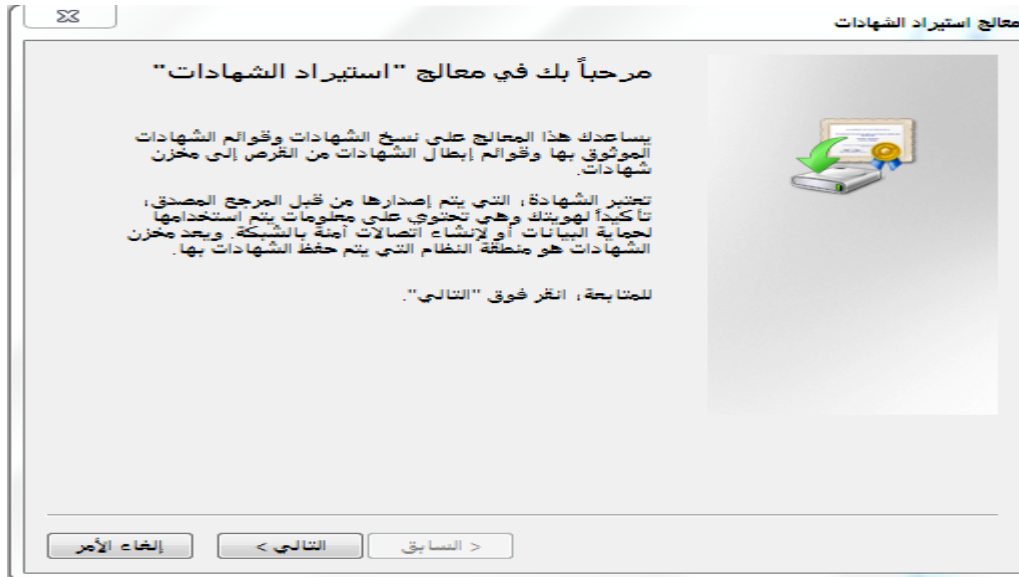 معالج استيراد الشهادات
مرحباً بك في معالج "استيراد الشهادات"
يساعدك هذا المعالج على نسخ الشهادات وقوائم الشهادات
الموثوق بها وقوائم إبطال الشهادات من القرص إلى مخزن
شهادات.
تعتبر الشهادة، التي يتم إصدارها من قبل المرجع المصدق،
تأكيداً لهويتك وهي تحتوي على معلومات يتم استخدامها
لحماية البيانات أو لإنشاء اتصالات آمنة بالشبكة. ويعد مخزن
الشهادات هو منطقة النظام التي يتم حفظ الشهادات بها.
للمتابعة، انقر فوق "التالي".
< السابق
التالي >
إلغاء الأمر